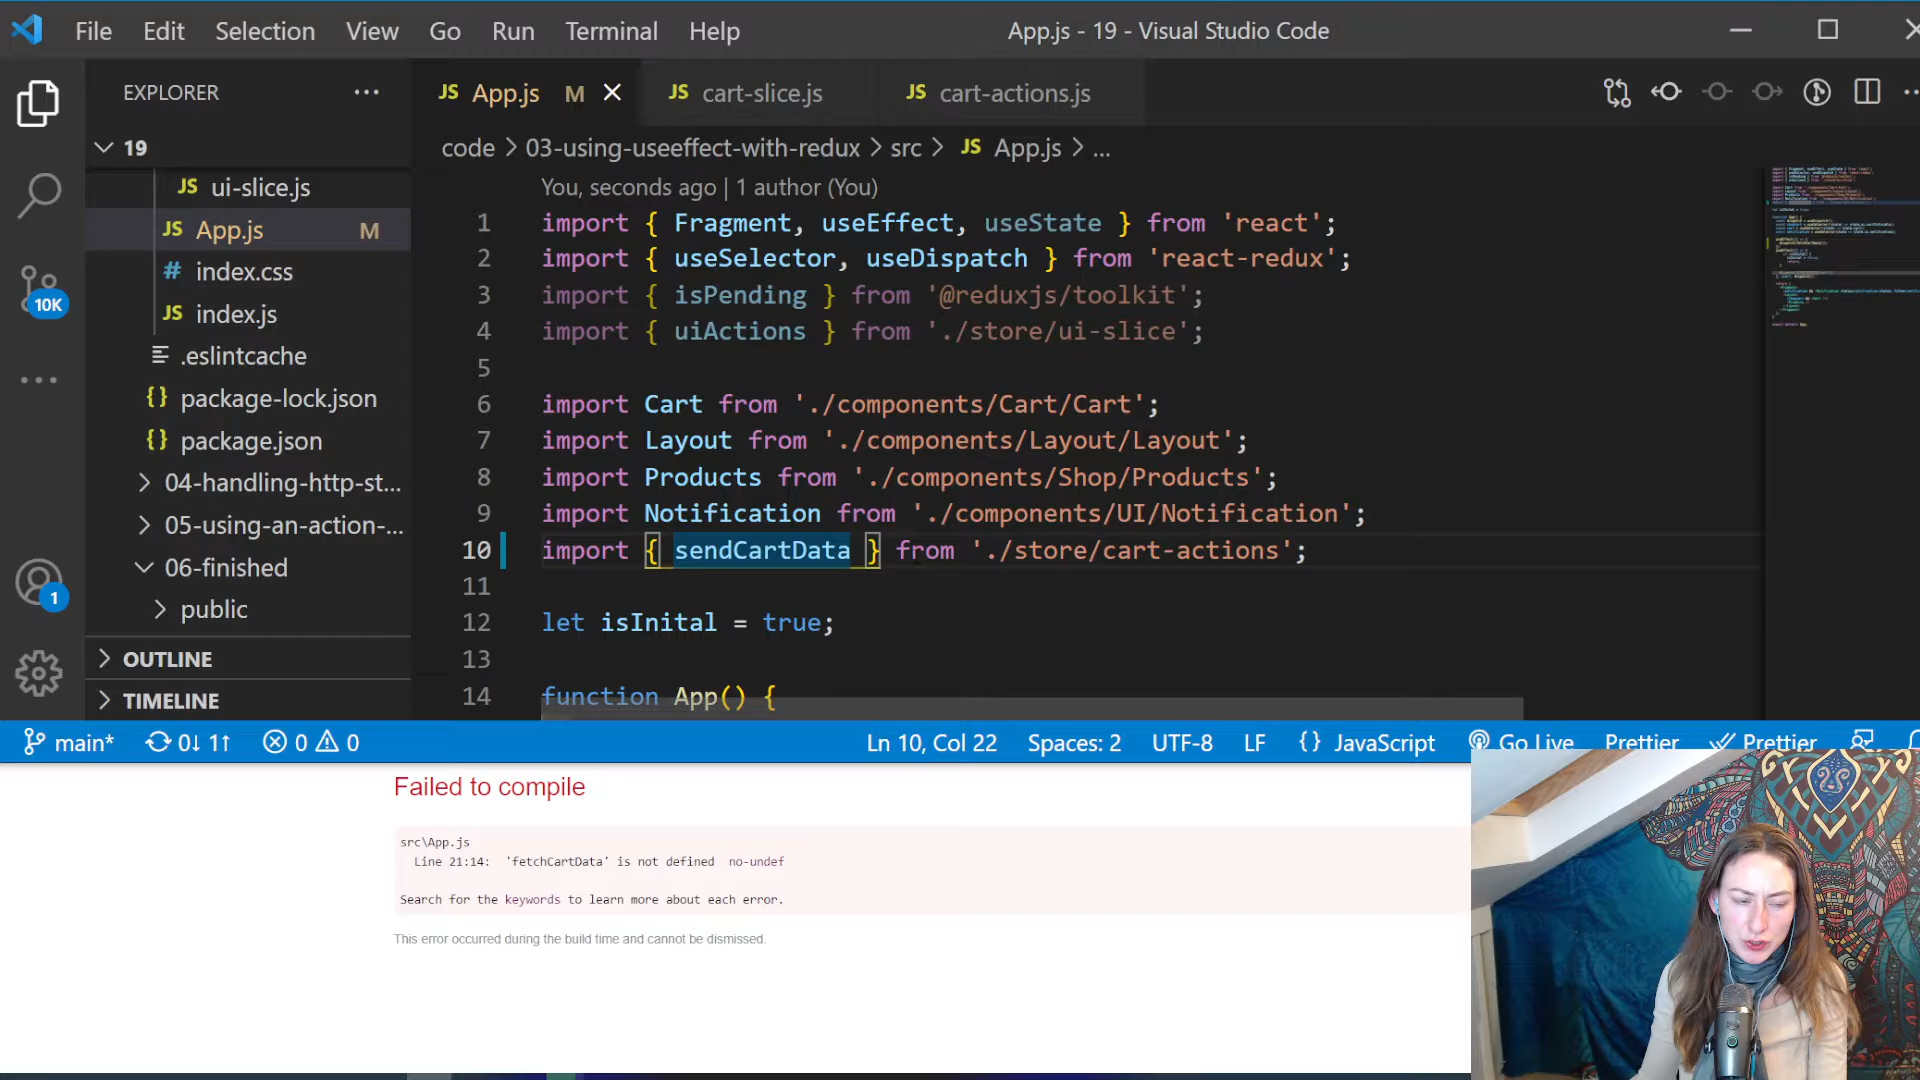 File Edit Selection View Go Run Terminal Help
App.js - 19 - Visual Studio Code
EXPLORER
19
JS ui-slice.js
JS App.js M
# index.css
JS index.js
.eslintcache
{} package-lock.json
{} package.json
04-handling-http-st...
05-using-an-action-...
06-finished
public
OUTLINE
TIMELINE
10K
1
JS App.js M
JS cart-slice.js
JS cart-actions.js
code > 03-using-useeffect-with-redux > src > JS App.js > ...
You, seconds ago | 1 author (You)
1 import { Fragment, useEffect, useState } from 'react';
2 import { useSelector, useDispatch } from 'react-redux';
3 import { isPending } from '@reduxjs/toolkit';
4 import { uiActions } from './store/ui-slice';
5
6 import Cart from './components/Cart/Cart';
7 import Layout from './components/Layout/Layout';
8 import Products from './components/Shop/Products';
9 import Notification from './components/UI/Notification';
10 import { sendCartData } from './store/cart-actions';
11
12 let isInital = true;
13
14 function App() {
main* 0↓ 1↑ 0 0 Ln 10, Col 22 Spaces: 2 UTF-8 LF {} JavaScript Go Live Prettier Prettier
Failed to compile
src\App.js
Line 21:14: 'fetchCartData' is not defined no-undef
Search for the keywords to learn more about each error.
This error occurred during the build time and cannot be dismissed.